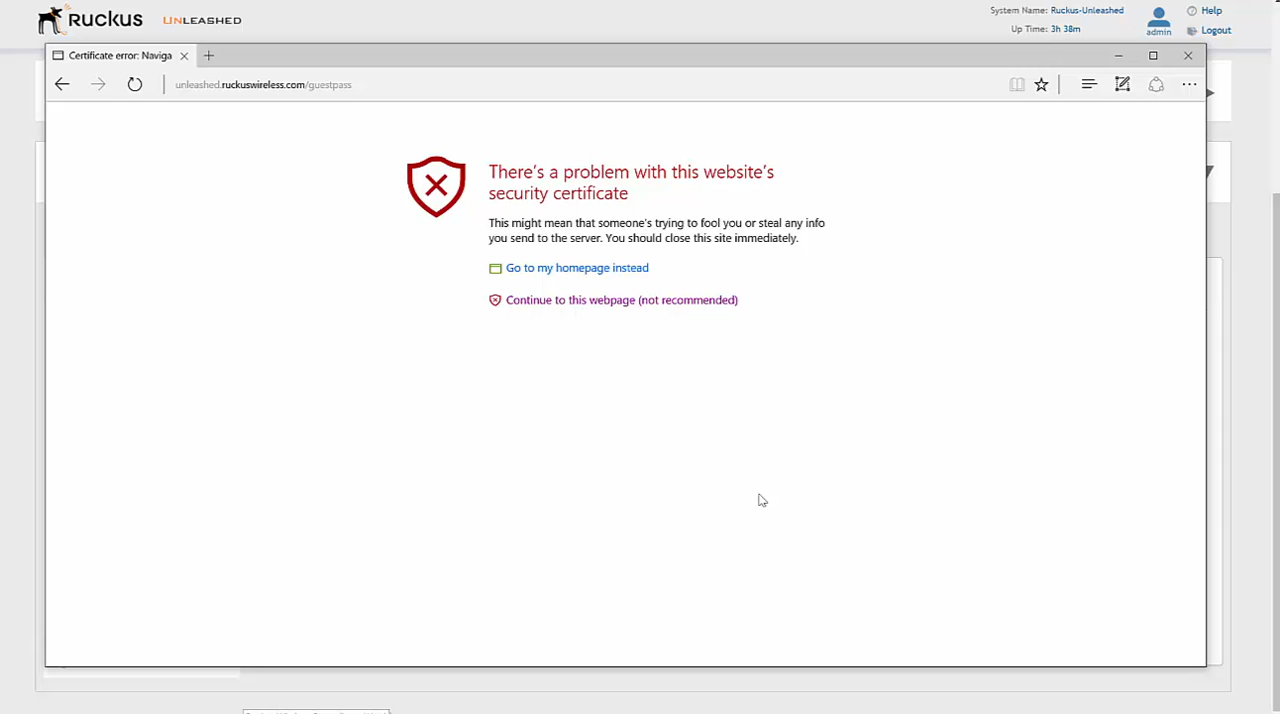 RUCKUS UNLEASHED
System Name: Ruckus-Unleashed
Up Time: 3h 38m
admin
Help
Logout
Certificate error: Naviga
unleashed.ruckuswireless.com/guestpass
There's a problem with this website's
security certificate
This might mean that someone's trying to fool you or steal any info
you send to the server. You should close this site immediately.
Go to my homepage instead
Continue to this webpage (not recommended)